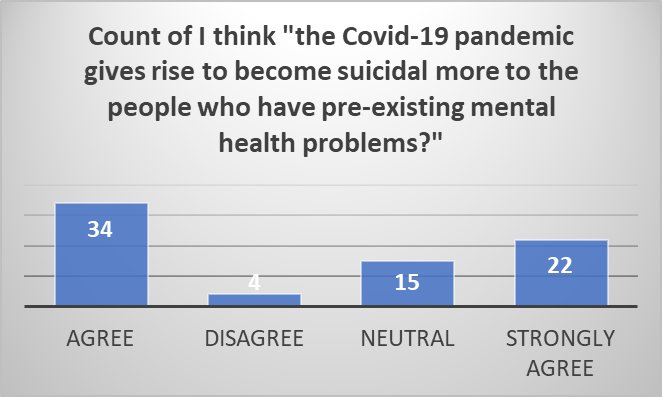 Count of I think "the Covid-19 pandemic
gives rise to become suicidal more to the
people who have pre-existing mental
health problems?"
34
4
15
22
AGREE
DISAGREE
NEUTRAL
STRONGLY
AGREE